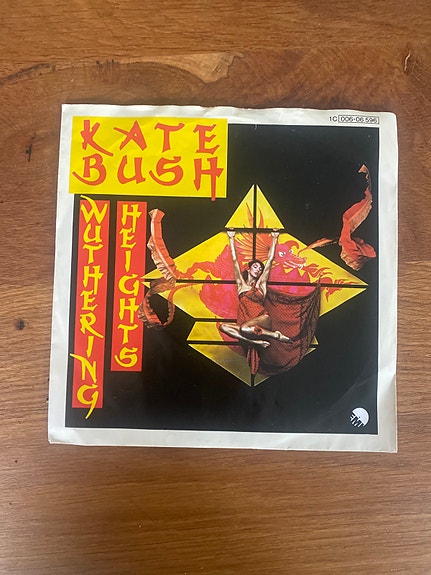 1C 006-06 596
KATE
BUSH
WUTHERING
HEIGHTS
EMI